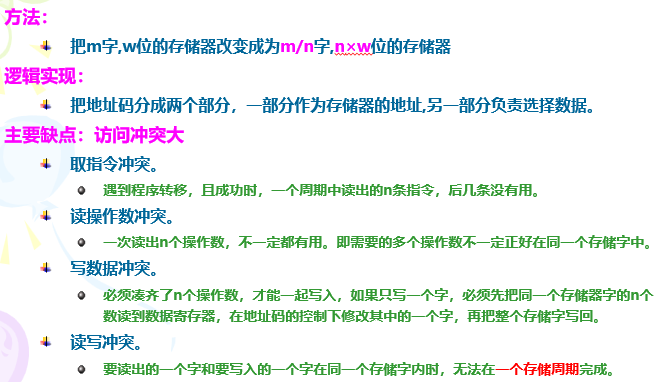 方法：
把m字,w位的存储器改变成为m/n字,n×w位的存储器
逻辑实现：
把地址码分成两个部分，一部分作为存储器的地址,另一部分负责选择数据。
主要缺点：访问冲突大
取指令冲突。
遇到程序转移，且成功时，一个周期中读出的n条指令，后几条没有用。
读操作数冲突。
一次读出n个操作数，不一定都有用。即需要的多个操作数不一定正好在同一个存储字中。
写数据冲突。
必须凑齐了n个操作数，才能一起写入，如果只写一个字，必须先把同一个存储器字的n个
数读到数据寄存器，在地址码的控制下修改其中的一个字，再把整个存储字写回。
读写冲突。
要读出的一个字和要写入的一个字在同一个存储字内时，无法在一个存储周期完成。